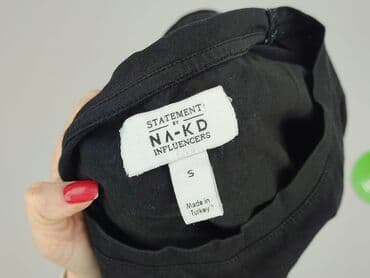 STATEMENT
BY
NA-KD
INFLUENCERS
S
Made in
Turkey